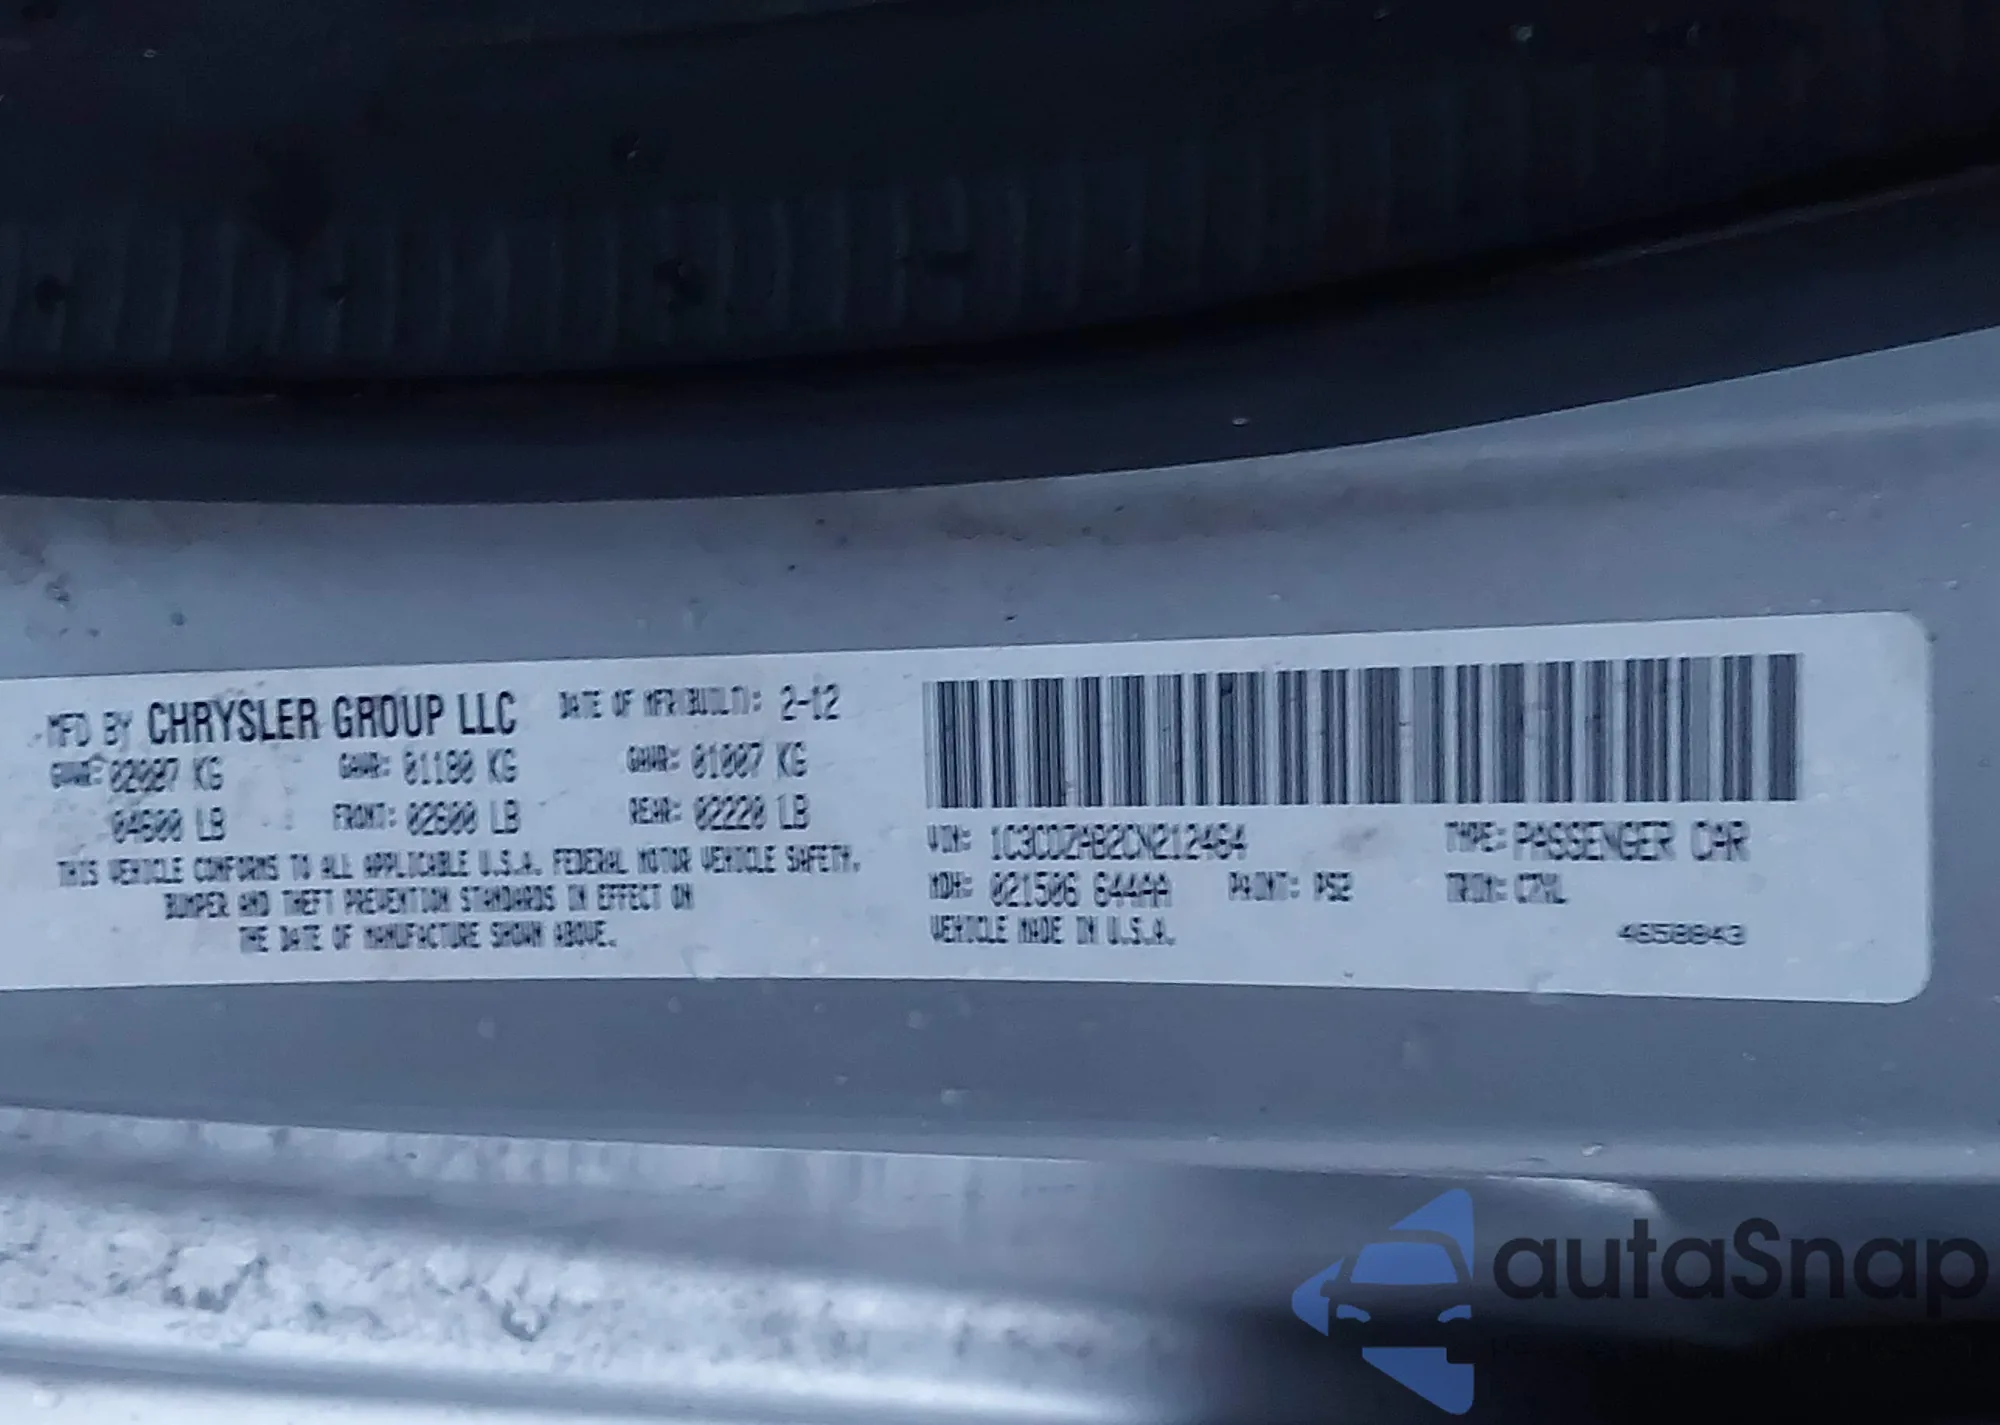 MFD BY CHRYSLER GROUP LLC DATE OF MFR(BUILT): 2-12
GVWR: 02087 KG GAWR: 01180 KG GAWR: 01007 KG
04600 LB FRONT: 02600 LB REAR: 02220 LB
THIS VEHICLE CONFORMS TO ALL APPLICABLE U.S.A. FEDERAL MOTOR VEHICLE SAFETY,
BUMPER AND THEFT PREVENTION STANDARDS IN EFFECT ON
THE DATE OF MANUFACTURE SHOWN ABOVE.
VIN: 1C3CDZAB2CN212464 TYPE: PASSENGER CAR
MDH: 021506 644AA PAINT: PS2 TRIM: C7XL
VEHICLE MADE IN U.S.A. 4658843
autaSnap